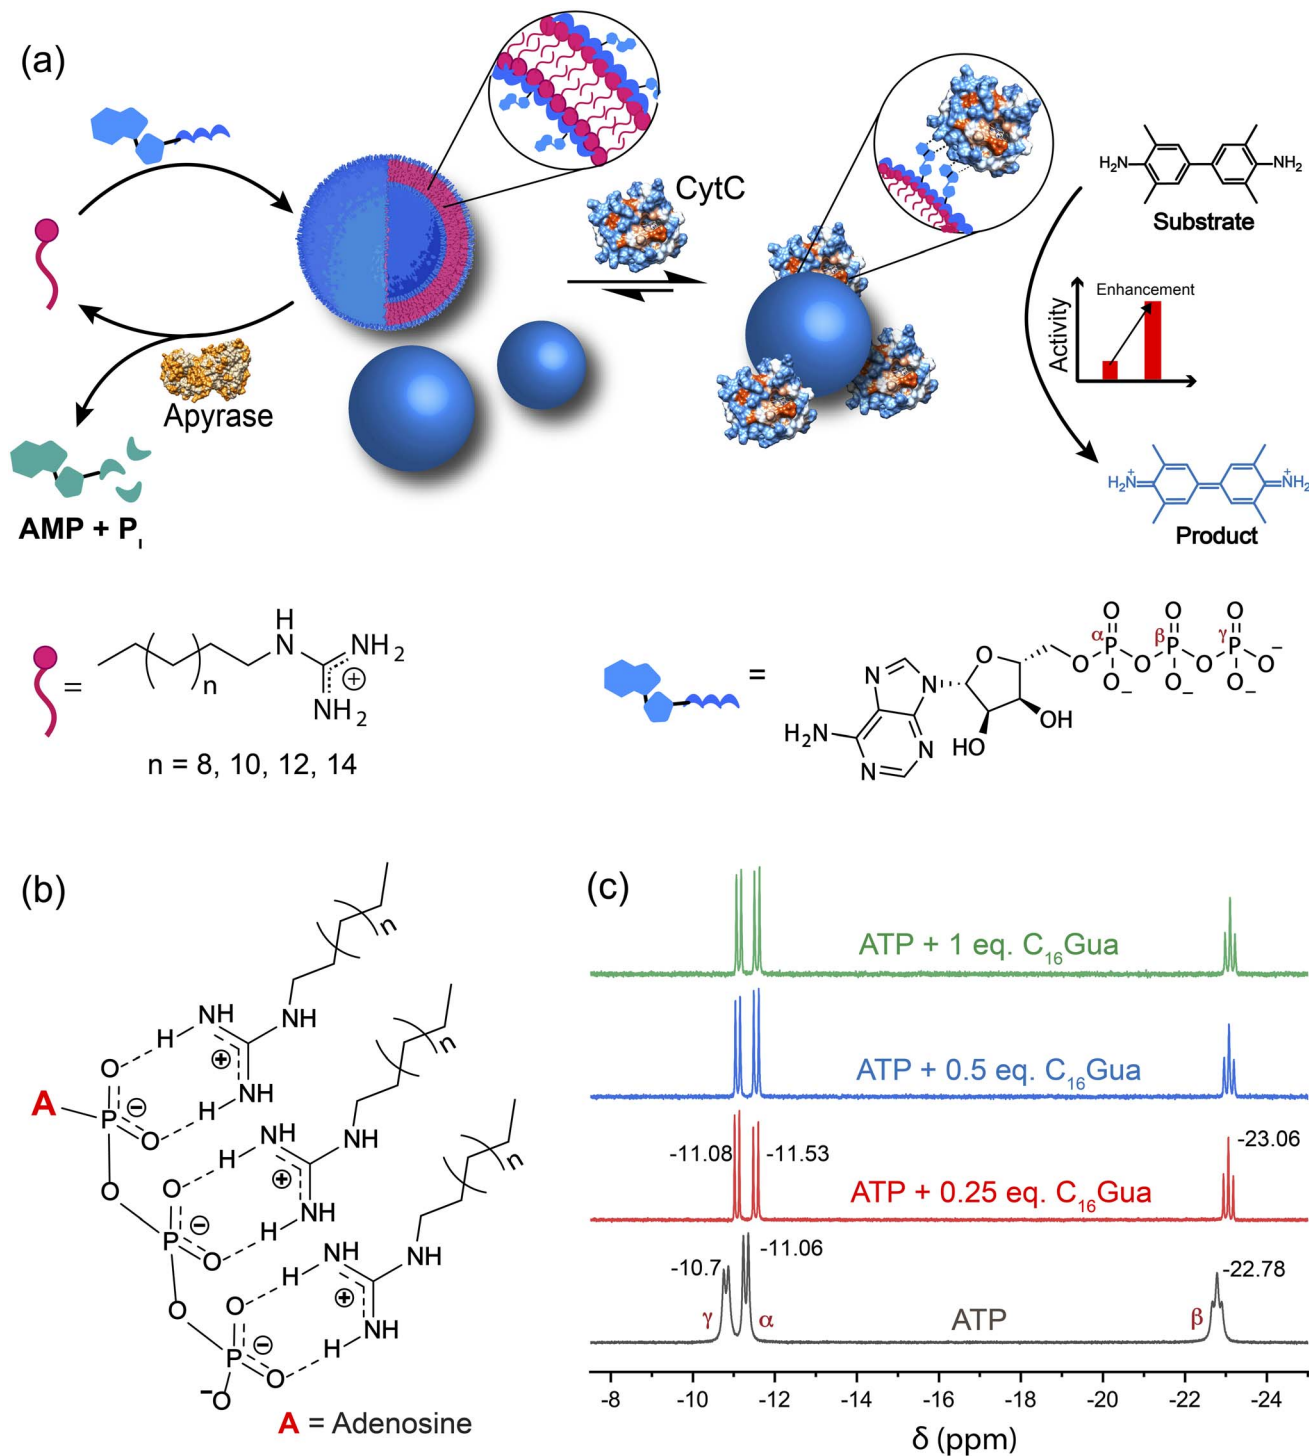 (a)
CytC
H₂N
NH₂
Substrate
Enhancement
Activity
Apyrase
AMP + Pᵢ
H₂N⁺
⁺NH₂
Product
=
H
N
NH₂
⊕
NH₂
n
n = 8, 10, 12, 14
=
O O O
α β γ
O P O P O P O⁻
O⁻ O⁻ O⁻
O
N N
N N
H₂N
HO OH
(b)
n
NH
H NH
⊕
O
A P ⊖
O H NH
n
NH
H NH
⊕
O
O
P ⊖
O H NH
n
NH
H NH
⊕
O
O
P ⊖
O H NH
⁻O
A = Adenosine
(c)
ATP + 1 eq. C₁₆Gua
ATP + 0.5 eq. C₁₆Gua
-11.08 -11.53 -23.06
ATP + 0.25 eq. C₁₆Gua
-10.7 -11.06 -22.78
γ α ATP β
-8 -10 -12 -14 -16 -18 -20 -22 -24
δ (ppm)